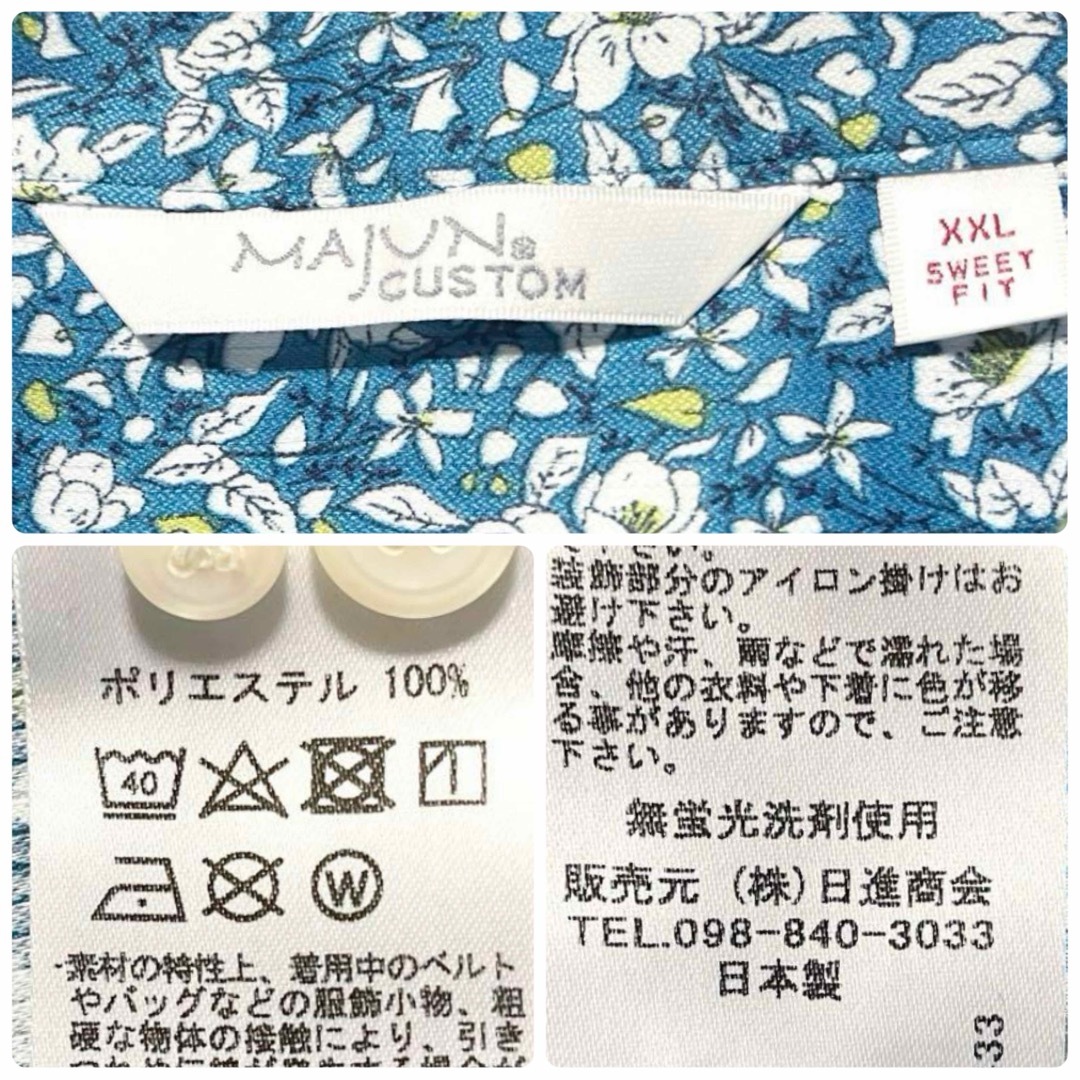 MAJUN®
CUSTOM
XXL
SWEEY
FIT
ポリエステル 100%
40
W
素材の特性上、着用中のベルト
やバッグなどの服飾小物、粗
硬な物体の接触により、引き
下さい。
装飾部分のアイロン掛けはお
避け下さい。
摩擦や汗、雨などで濡れた場
合、他の衣料や下着に色が移
る事がありますので、ご注意
下さい。
無蛍光洗剤使用
販売元 (株)日進商会
TEL.098-840-3033
日本製
33